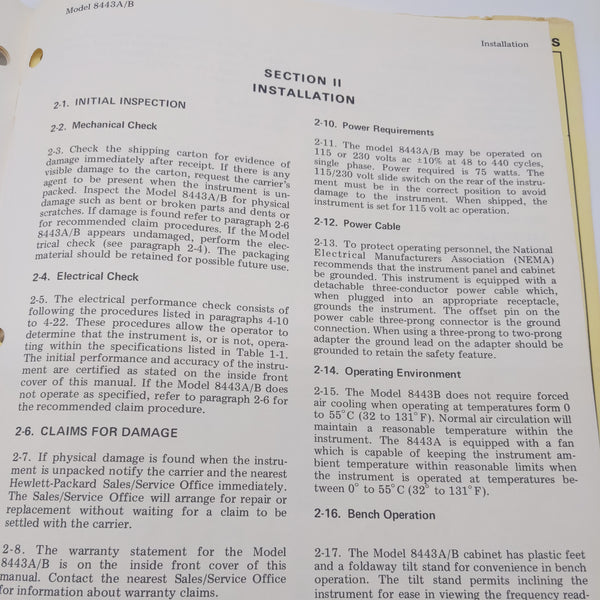 Model 8443A/B
Installation
S
SECTION II
INSTALLATION
2-1. INITIAL INSPECTION
2-2. Mechanical Check
2-3. Check the shipping carton for evidence of
damage immediately after receipt. If there is any
visible damage to the carton, request the carrier's
agent to be present when the instrument is un-
packed. Inspect the Model 8443A/B for physical
damage such as bent or broken parts and dents or
scratches. If damage is found refer to paragraph 2-6
for recommended claim procedures. If the Model
8443A/B appears undamaged, perform the elec-
trical check (see paragraph 2-4). The packaging
material should be retained for possible future use.
2-4. Electrical Check
2-5. The electrical performance check consists of
following the procedures listed in paragraphs 4-10
to 4-22. These procedures allow the operator to
determine that the instrument is, or is not, opera-
ting within the specifications listed in Table 1-1.
The initial performance and accuracy of the instru-
ment are certified as stated on the inside front
cover of this manual. If the Model 8443A/B does
not operate as specified, refer to paragraph 2-6 for
the recommended claim procedure.
2-6. CLAIMS FOR DAMAGE
2-7. If physical damage is found when the instru-
ment is unpacked notify the carrier and the nearest
Hewlett-Packard Sales/Service Office immediately.
The Sales/Service Office will arrange for repair or
replacement without waiting for a claim to be
settled with the carrier.
2-8. The warranty statement for the Model
8443A/B is on the inside front cover of this
manual. Contact the nearest Sales/Service Office
for information about warranty claims.
2-10. Power Requirements
2-11. The model 8443A/B may be operated on
115 or 230 volts ac ±10% at 48 to 440 cycles,
single phase. Power required is 75 watts. The
115/230 volt slide switch on the rear of the instru-
ment must be in the correct position to avoid
damage to the instrument. When shipped, the
instrument is set for 115 volt ac operation.
2-12. Power Cable
2-13. To protect operating personnel, the National
Electrical Manufacturers Association (NEMA)
recommends that the instrument panel and cabinet
be grounded. This instrument is equipped with a
detachable three-conductor power cable which,
when plugged into an appropriate receptacle,
grounds the instrument. The offset pin on the
power cable three-prong connector is the ground
connection. When using a three-prong to two-prong
adapter the ground lead on the adapter should be
grounded to retain the safety feature.
2-14. Operating Environment
2-15. The Model 8443B does not require forced
air cooling when operating at temperatures form 0
to 55°C (32 to 131°F). Normal air circulation will
maintain a reasonable temperature within the
instrument. The 8443A is equipped with a fan
which is capable of keeping the instrument am-
bient temperature within reasonable limits when
the instrument is operated at temperatures be-
tween 0° to 55°C (32° to 131°F).
2-16. Bench Operation
2-17. The Model 8443A/B cabinet has plastic feet
and a foldaway tilt stand for convenience in bench
operation. The tilt stand permits inclining the
instrument for ease in viewing the frequency read-